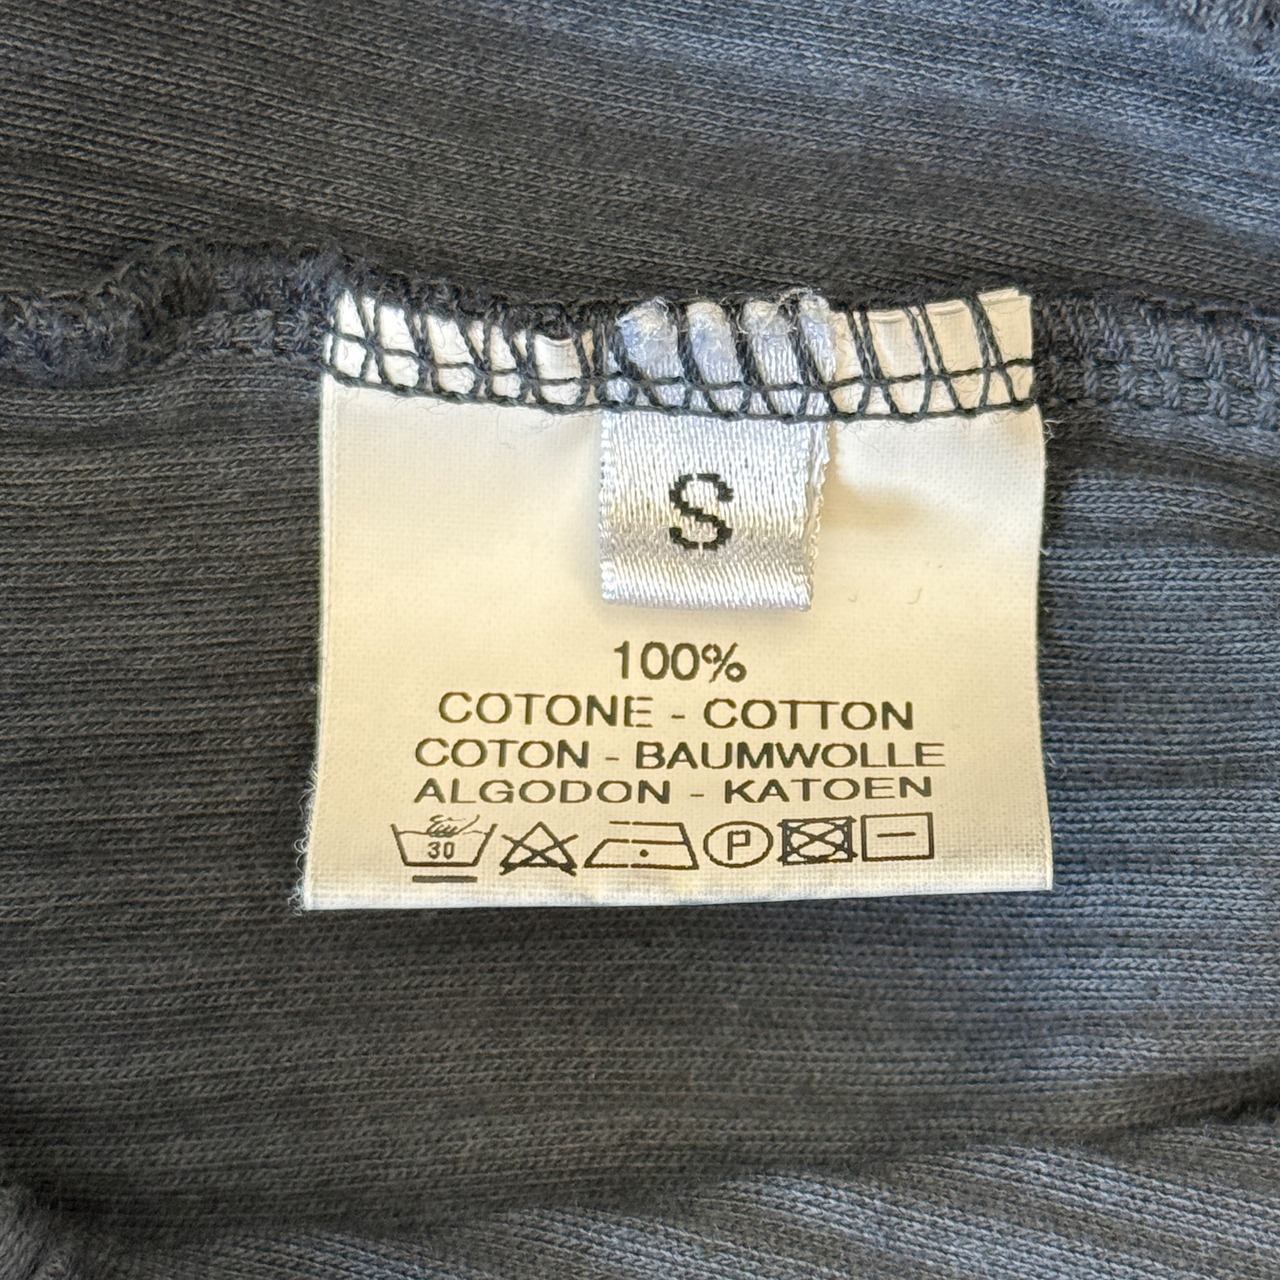 S
100%
COTONE - COTTON
COTON - BAUMWOLLE
ALGODON - KATOEN
30
P